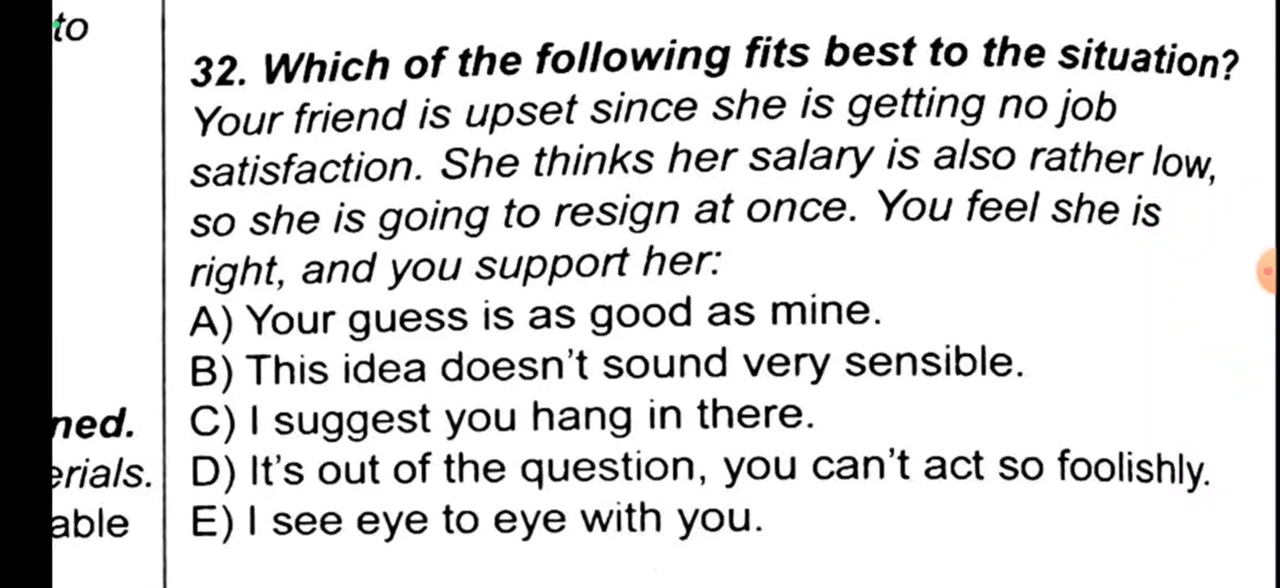 to
32. Which of the following fits best to the situation?
Your friend is upset since she is getting no job
satisfaction. She thinks her salary is also rather low,
so she is going to resign at once. You feel she is
right, and you support her:
A) Your guess is as good as mine.
B) This idea doesn't sound very sensible.
C) I suggest you hang in there.
D) It's out of the question, you can't act so foolishly.
E) I see eye to eye with you.
ned.
erials.
able